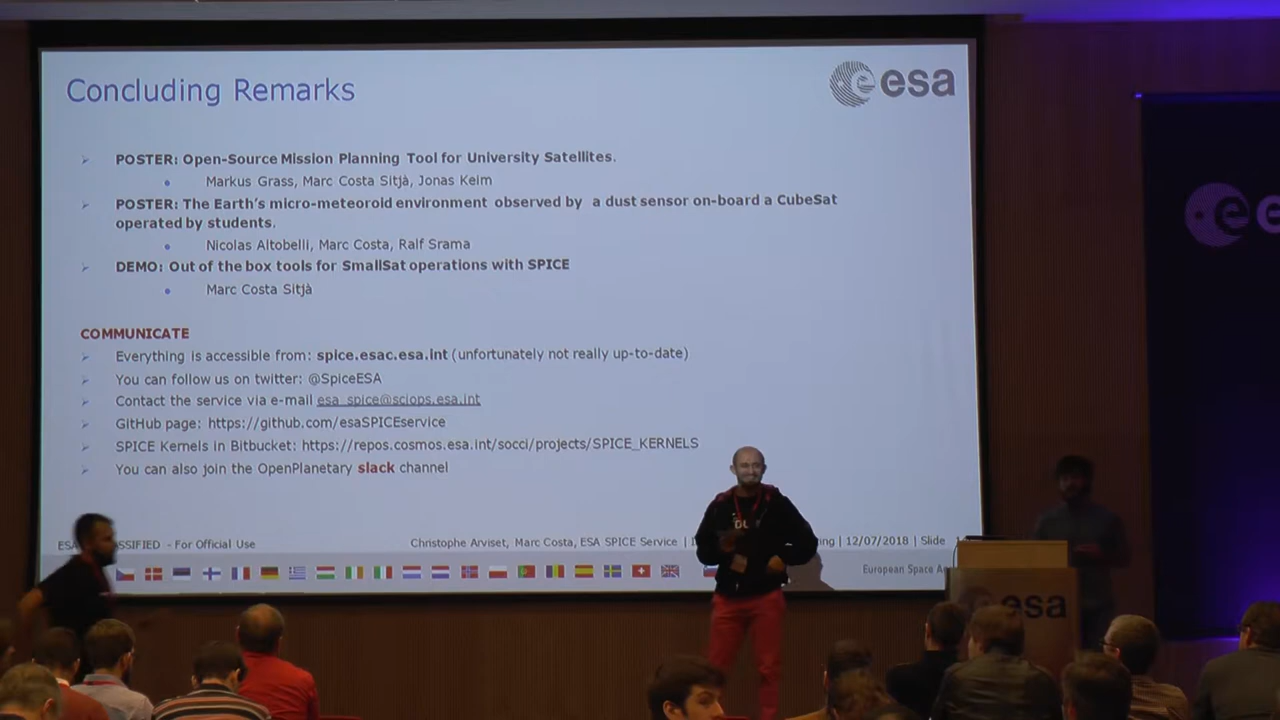 Concluding Remarks
esa
POSTER: Open-Source Mission Planning Tool for University Satellites.
Markus Grass, Marc Costa Sitjà, Jonas Keim
POSTER: The Earth's micro-meteoroid environment observed by a dust sensor on-board a CubeSat
operated by students.
Nicolas Altobelli, Marc Costa, Ralf Srama
DEMO: Out of the box tools for SmallSat operations with SPICE
Marc Costa Sitjà
COMMUNICATE
Everything is accessible from: spice.esac.esa.int (unfortunately not really up-to-date)
You can follow us on twitter: @SpiceESA
Contact the service via e-mail esa_spice@sciops.esa.int
GitHub page: https://github.com/esaSPICEservice
SPICE Kernels in Bitbucket: https://repos.cosmos.esa.int/socci/projects/SPICE_KERNELS
You can also join the OpenPlanetary slack channel
- For Official Use
Christophe Arviset, Marc Costa, ESA SPICE Service | | 12/07/2018 | Slide
European Space
esa